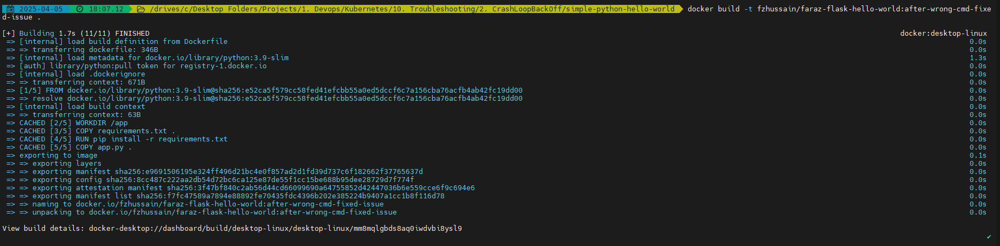 2025-04-05 18:07.12 /drives/c/Desktop Folders/Projects/1. Devops/Kubernetes/10. Troubleshooting/2. CrashLoopBackOff/simple-python-hello-world docker build -t fzhussain/faraz-flask-hello-world:after-wrong-cmd-fixe
d-issue .
[+] Building 1.7s (11/11) FINISHED docker:desktop-linux
=> [internal] load build definition from Dockerfile 0.0s
=> => transferring dockerfile: 346B 0.0s
=> [internal] load metadata for docker.io/library/python:3.9-slim 1.3s
=> [auth] library/python:pull token for registry-1.docker.io 0.0s
=> [internal] load .dockerignore 0.0s
=> => transferring context: 671B 0.0s
=> [1/5] FROM docker.io/library/python:3.9-slim@sha256:e52ca5f579cc58fed41efcbb55a0ed5dccf6c7a156cba76acfb4ab42fc19dd00 0.0s
=> => resolve docker.io/library/python:3.9-slim@sha256:e52ca5f579cc58fed41efcbb55a0ed5dccf6c7a156cba76acfb4ab42fc19dd00 0.0s
=> [internal] load build context 0.0s
=> => transferring context: 63B 0.0s
=> CACHED [2/5] WORKDIR /app 0.0s
=> CACHED [3/5] COPY requirements.txt . 0.0s
=> CACHED [4/5] RUN pip install -r requirements.txt 0.0s
=> CACHED [5/5] COPY app.py . 0.0s
=> exporting to image 0.1s
=> => exporting layers 0.0s
=> => exporting manifest sha256:e9691506195e324ff496d21bc4e0f857ad2d1fd39d737c6f182662f37765637d 0.0s
=> => exporting config sha256:8cc487c222aa2db54d72bc6ca125e87de55f1cc15be688b95dee28729d7f774f 0.0s
=> => exporting attestation manifest sha256:3f47bf840c2ab56d44cd66099690a64755852d42447036b6e559cce6f9c694e6 0.0s
=> => exporting manifest list sha256:f7fc47589a7894e88892fe70435fdc4396b202e385224b9407a1cc1b8f116d78 0.0s
=> => naming to docker.io/fzhussain/faraz-flask-hello-world:after-wrong-cmd-fixed-issue 0.0s
=> => unpacking to docker.io/fzhussain/faraz-flask-hello-world:after-wrong-cmd-fixed-issue 0.0s
View build details: docker-desktop://dashboard/build/desktop-linux/desktop-linux/mm8mqlgbds8aq0iwdvbi8ysl9
✔